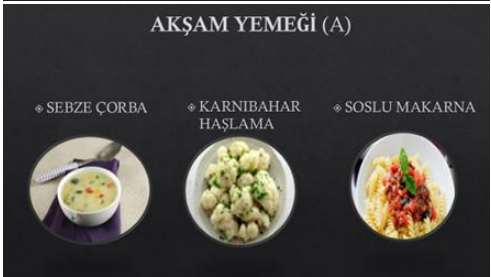 AKŞAM YEMEĞİ (A)
SEBZE ÇORBA
KARNIBAHAR
HAŞLAMA
SOSLU MAKARNA